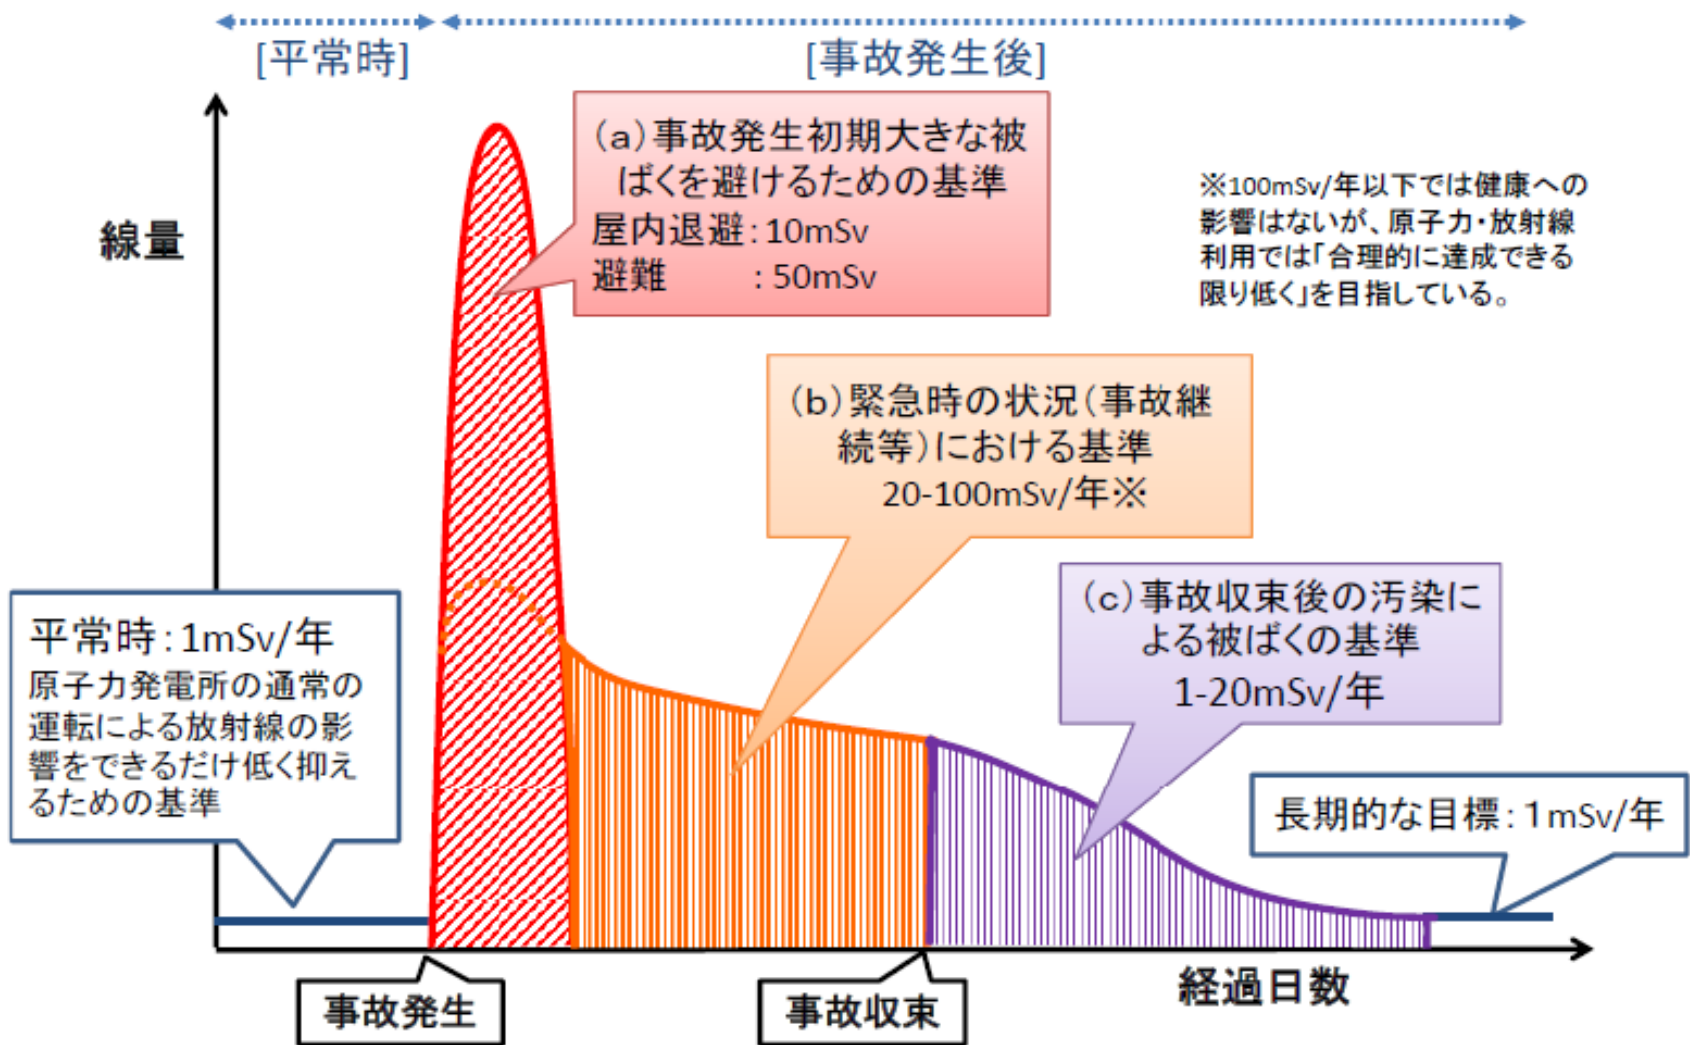 [平常時]
[事故発生後]
線量
(a)事故発生初期大きな被
ばくを避けるための基準
屋内退避:10mSv
避難 :50mSv
※100mSv/年以下では健康への
影響はないが、原子力・放射線
利用では「合理的に達成できる
限り低く」を目指している。
(b)緊急時の状況(事故継
続等)における基準
20-100mSv/年※
平常時:1mSv/年
原子力発電所の通常の
運転による放射線の影
響をできるだけ低く抑え
るための基準
(c)事故収束後の汚染に
よる被ばくの基準
1-20mSv/年
長期的な目標:1mSv/年
事故発生
事故収束
経過日数